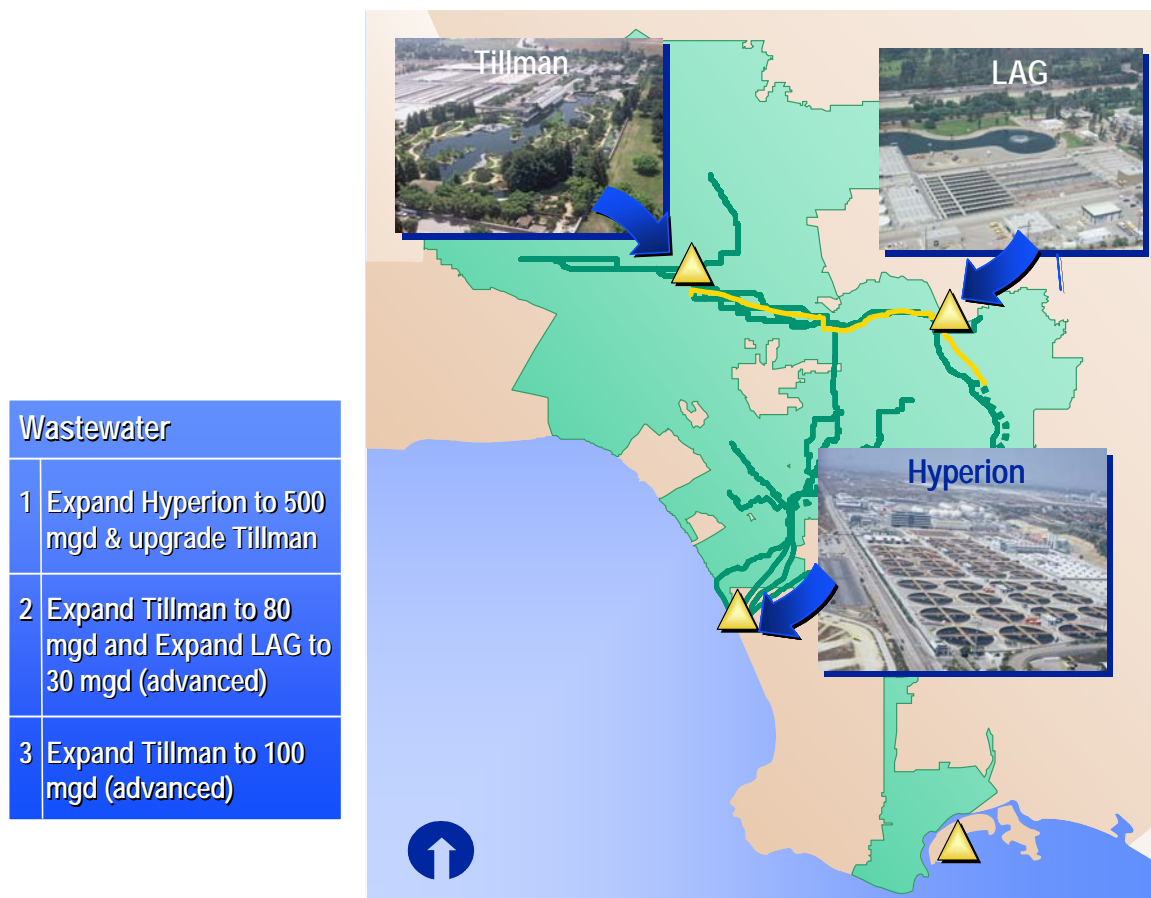 Tillman
LAG
Hyperion
Wastewater
1 Expand Hyperion to 500
mgd & upgrade Tillman
2 Expand Tillman to 80
mgd and Expand LAG to
30 mgd (advanced)
3 Expand Tillman to 100
mgd (advanced)